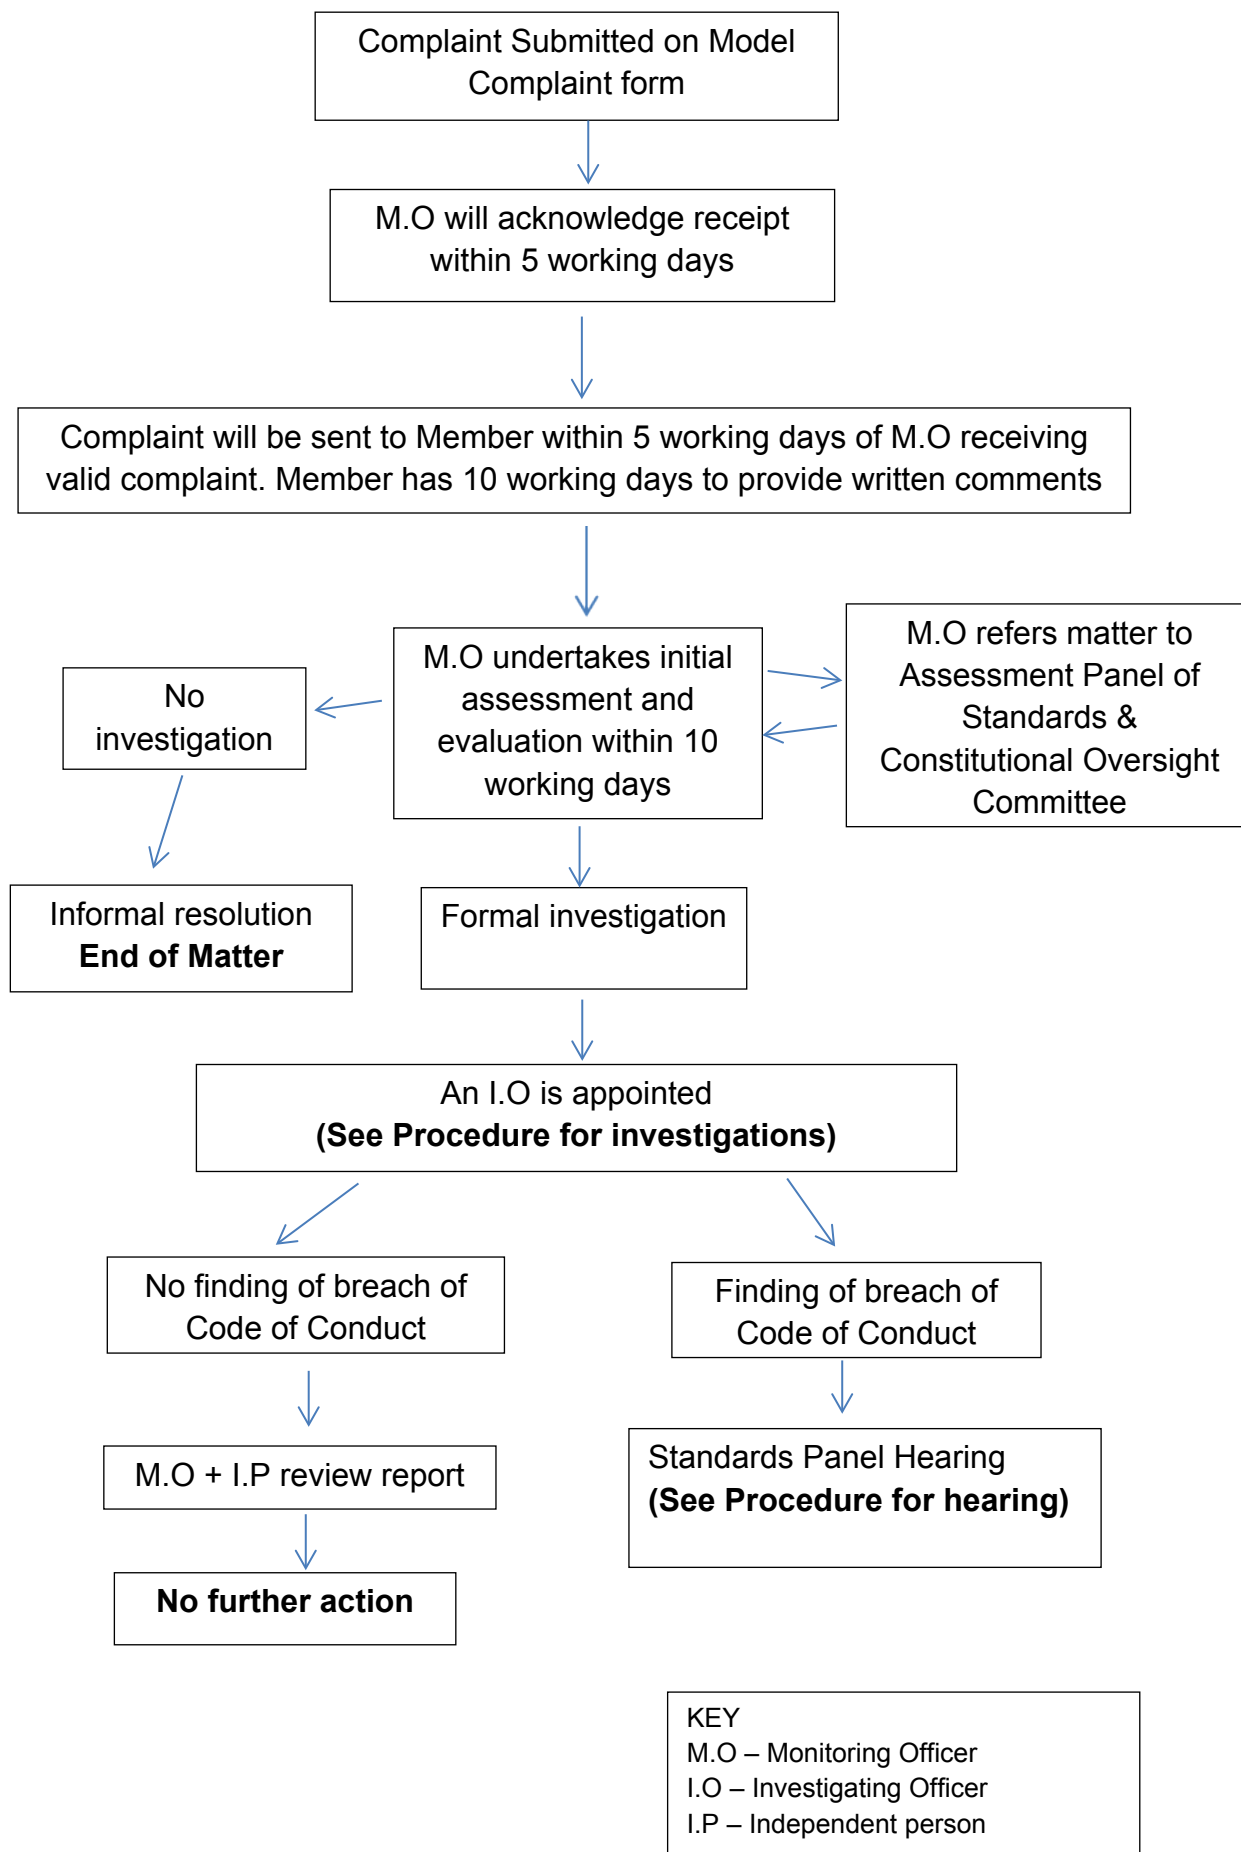 Complaint Submitted on Model
Complaint form
M.O will acknowledge receipt
within 5 working days
Complaint will be sent to Member within 5 working days of M.O receiving
valid complaint. Member has 10 working days to provide written comments
No
investigation
M.O undertakes initial
assessment and
evaluation within 10
working days
M.O refers matter to
Assessment Panel of
Standards &
Constitutional Oversight
Committee
Informal resolution
End of Matter
Formal investigation
An I.O is appointed
(See Procedure for investigations)
No finding of breach of
Code of Conduct
Finding of breach of
Code of Conduct
M.O + I.P review report
Standards Panel Hearing
(See Procedure for hearing)
No further action
KEY
M.O – Monitoring Officer
I.O – Investigating Officer
I.P – Independent person